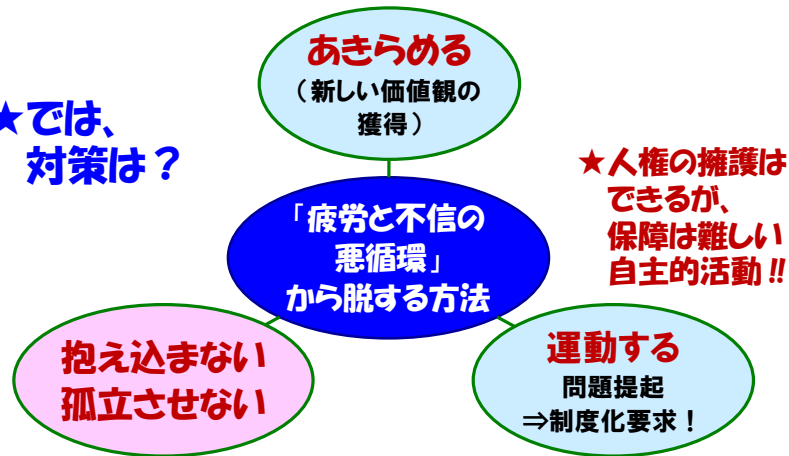 ★では、
対策は？
あきらめる
（新しい価値観の
獲得）
★人権の擁護は
できるが、
保障は難しい
自主的活動!!
「疲労と不信の
悪循環」
から脱する方法
抱え込まない
孤立させない
運動する
問題提起
⇒制度化要求！